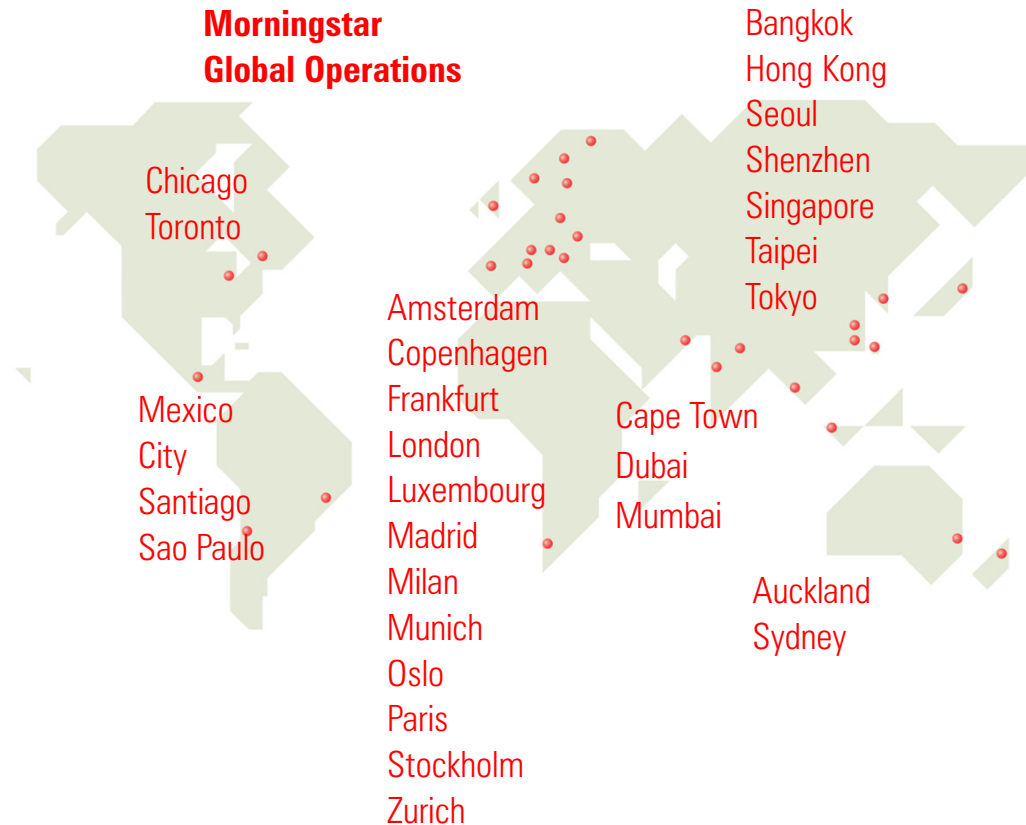 Morningstar
Global Operations
Chicago
Toronto
Mexico
City
Santiago
Sao Paulo
Amsterdam
Copenhagen
Frankfurt
London
Luxembourg
Madrid
Milan
Munich
Oslo
Paris
Stockholm
Zurich
Cape Town
Dubai
Mumbai
Bangkok
Hong Kong
Seoul
Shenzhen
Singapore
Taipei
Tokyo
Auckland
Sydney